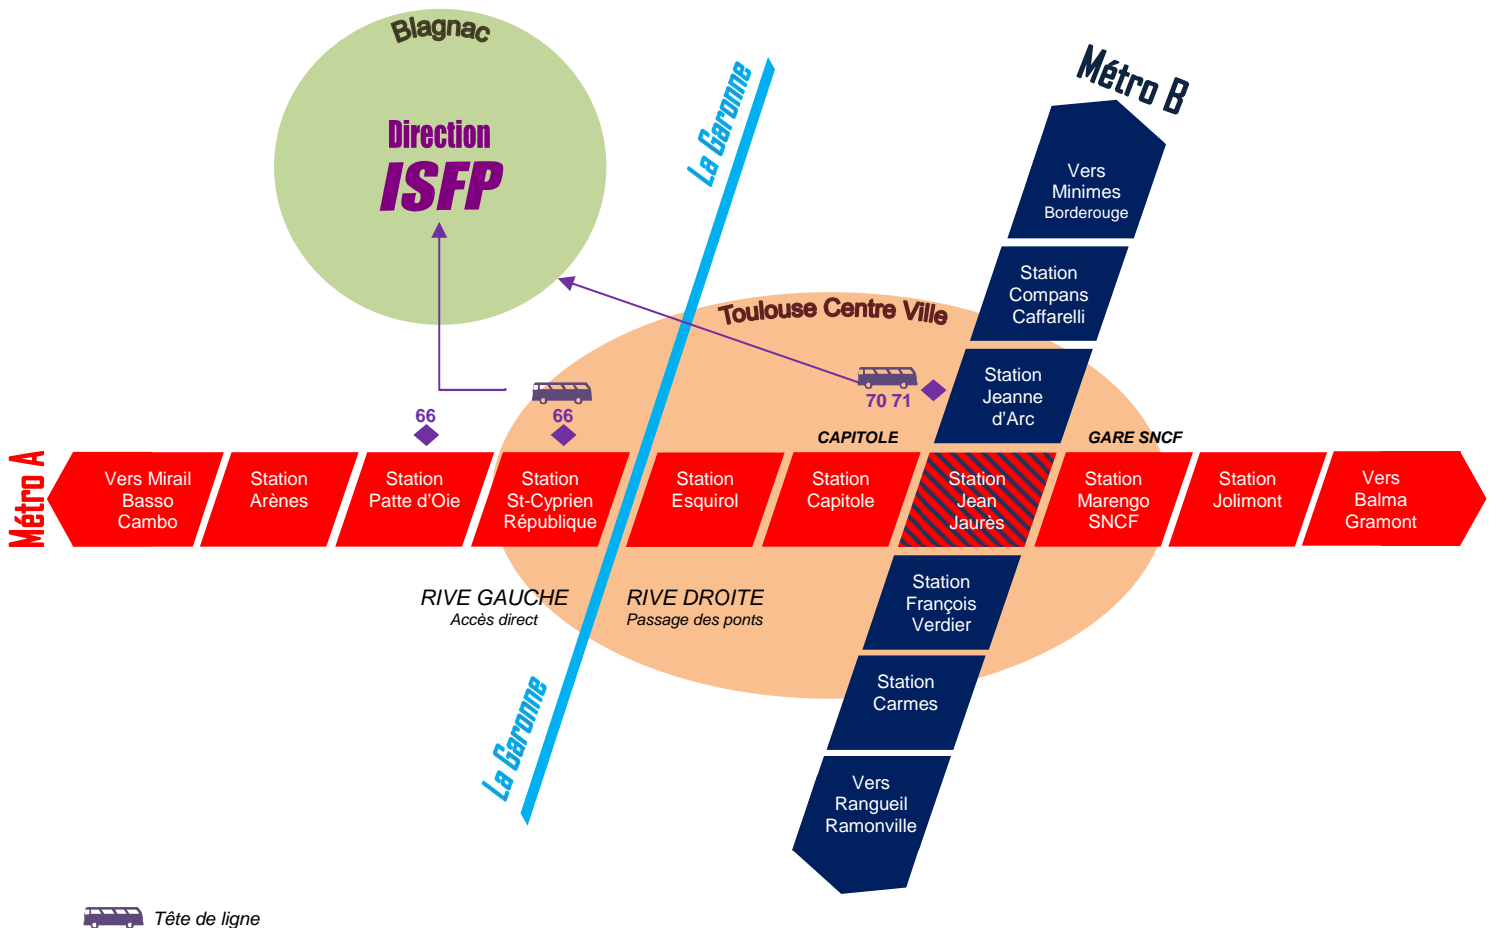 Blagnac
Direction
ISFP
La Garonne
Métro B
Vers
Minimes
Borderouge
Station
Compans
Caffarelli
Toulouse Centre Ville
Station
Jeanne
d’Arc
70 71
66
66
CAPITOLE
GARE SNCF
Métro A
Vers Mirail
Basso
Cambo
Station
Arènes
Station
Patte d’Oie
Station
St-Cyprien
République
Station
Esquirol
Station
Capitole
Station
Jean
Jaurès
Station
Marengo
SNCF
Station
Jolimont
Vers
Balma
Gramont
RIVE GAUCHE
Accès direct
RIVE DROITE
Passage des ponts
Station
François
Verdier
Station
Carmes
La Garonne
Vers
Rangueil
Ramonville
Tête de ligne